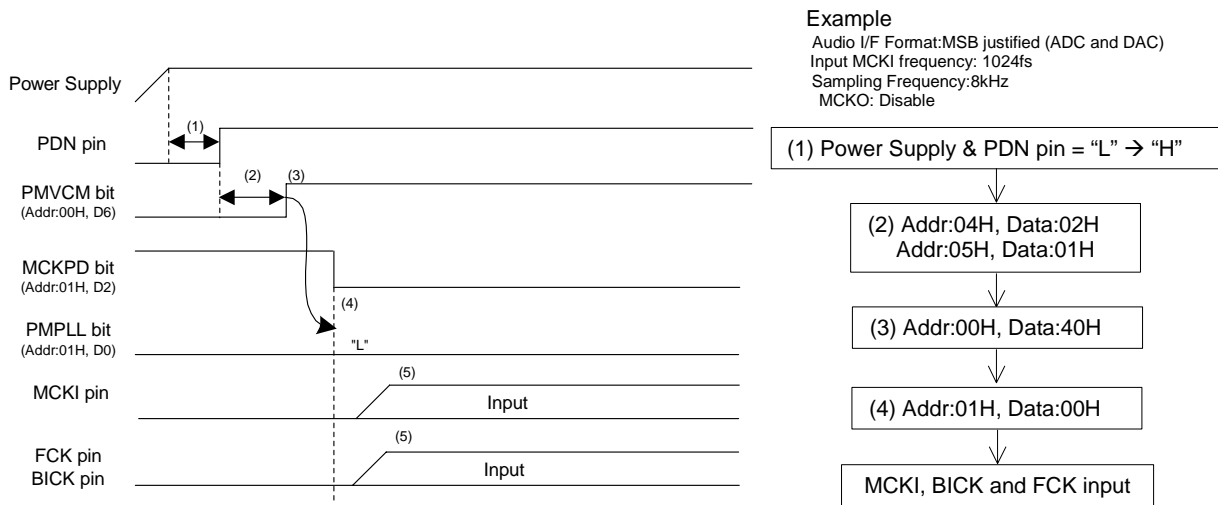 Example
Audio I/F Format:MSB justified (ADC and DAC)
Input MCKI frequency: 1024fs
Sampling Frequency:8kHz
MCKO: Disable
Power Supply
(1)
PDN pin
(2)
(3)
PMVCM bit
(Addr:00H, D6)
MCKPD bit
(Addr:01H, D2)
(4)
PMPLL bit
(Addr:01H, D0)
"L"
(5)
MCKI pin
Input
(5)
FCK pin
BICK pin
Input
(1) Power Supply & PDN pin = “L” → “H”
(2) Addr:04H, Data:02H
Addr:05H, Data:01H
(3) Addr:00H, Data:40H
(4) Addr:01H, Data:00H
MCKI, BICK and FCK input